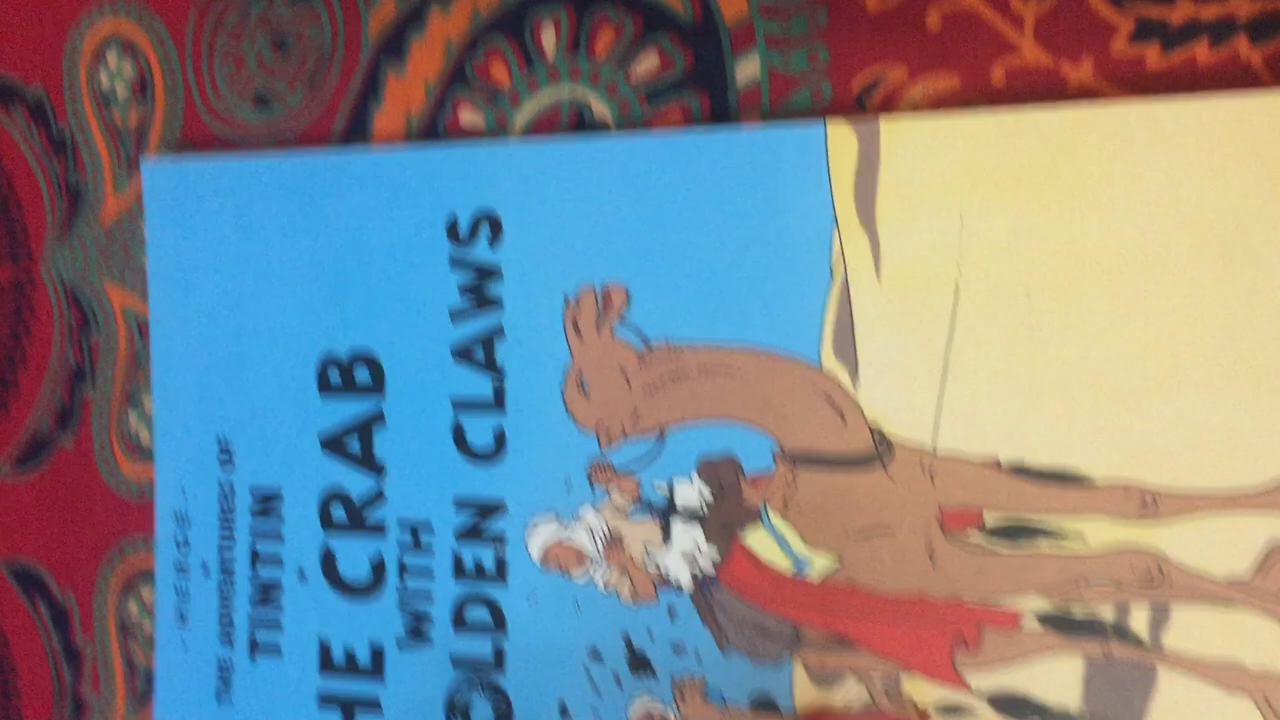 HERGÉ
THE ADVENTURES OF
TINTIN
HE CRAB
WITH
OLDEN CLAWS